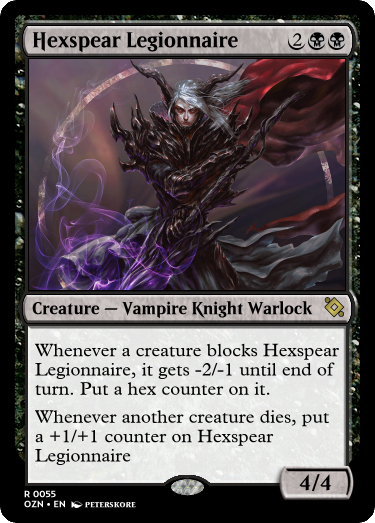 Hexspear Legionnaire 2
Creature — Vampire Knight Warlock
Whenever a creature blocks Hexspear
Legionnaire, it gets -2/-1 until end of
turn. Put a hex counter on it.
Whenever another creature dies, put
a +1/+1 counter on Hexspear
Legionnaire
4/4
R 0055
OZN • EN PETERSKORE